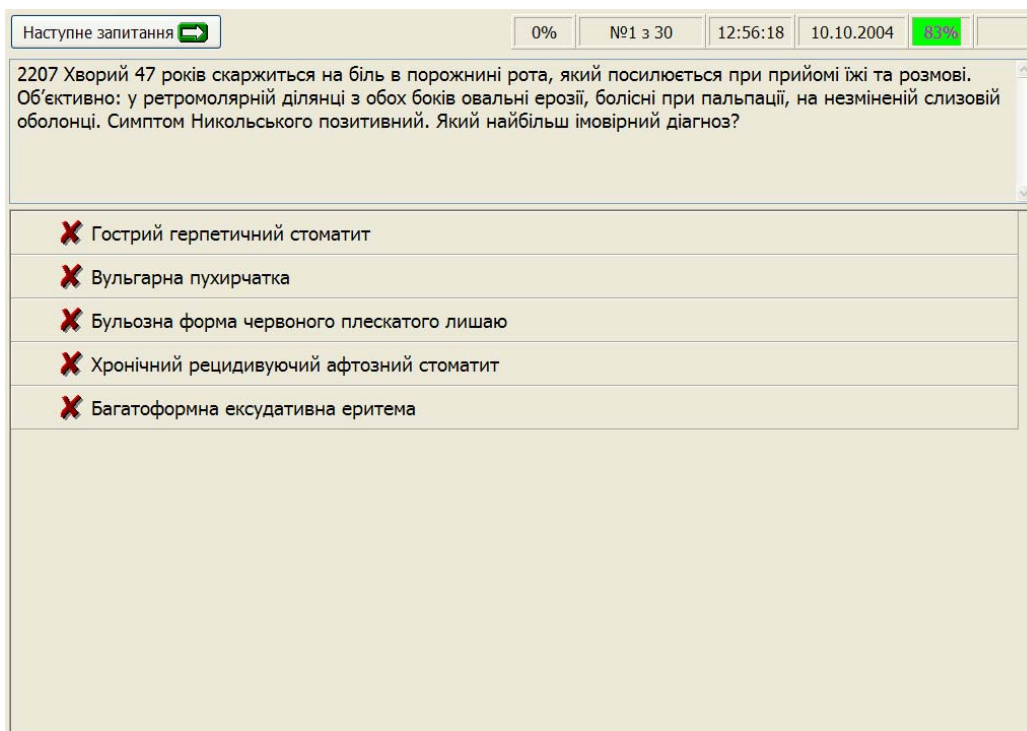 Наступне запитання
0%
№1 з 30
12:56:18
10.10.2004
83%
2207 Хворий 47 років скаржиться на біль в порожнині рота, який посилюється при прийомі їжі та розмові.
Об'єктивно: у ретромолярній ділянці з обох боків овальні ерозії, болісні при пальпації, на незміненій слизовій
оболонці. Симптом Никольського позитивний. Який найбільш імовірний діагноз?
Гострий герпетичний стоматит
Вульгарна пухирчатка
Бульозна форма червоного плескатого лишаю
Хронічний рецидивуючий афтозний стоматит
Багатоформна ексудативна еритема